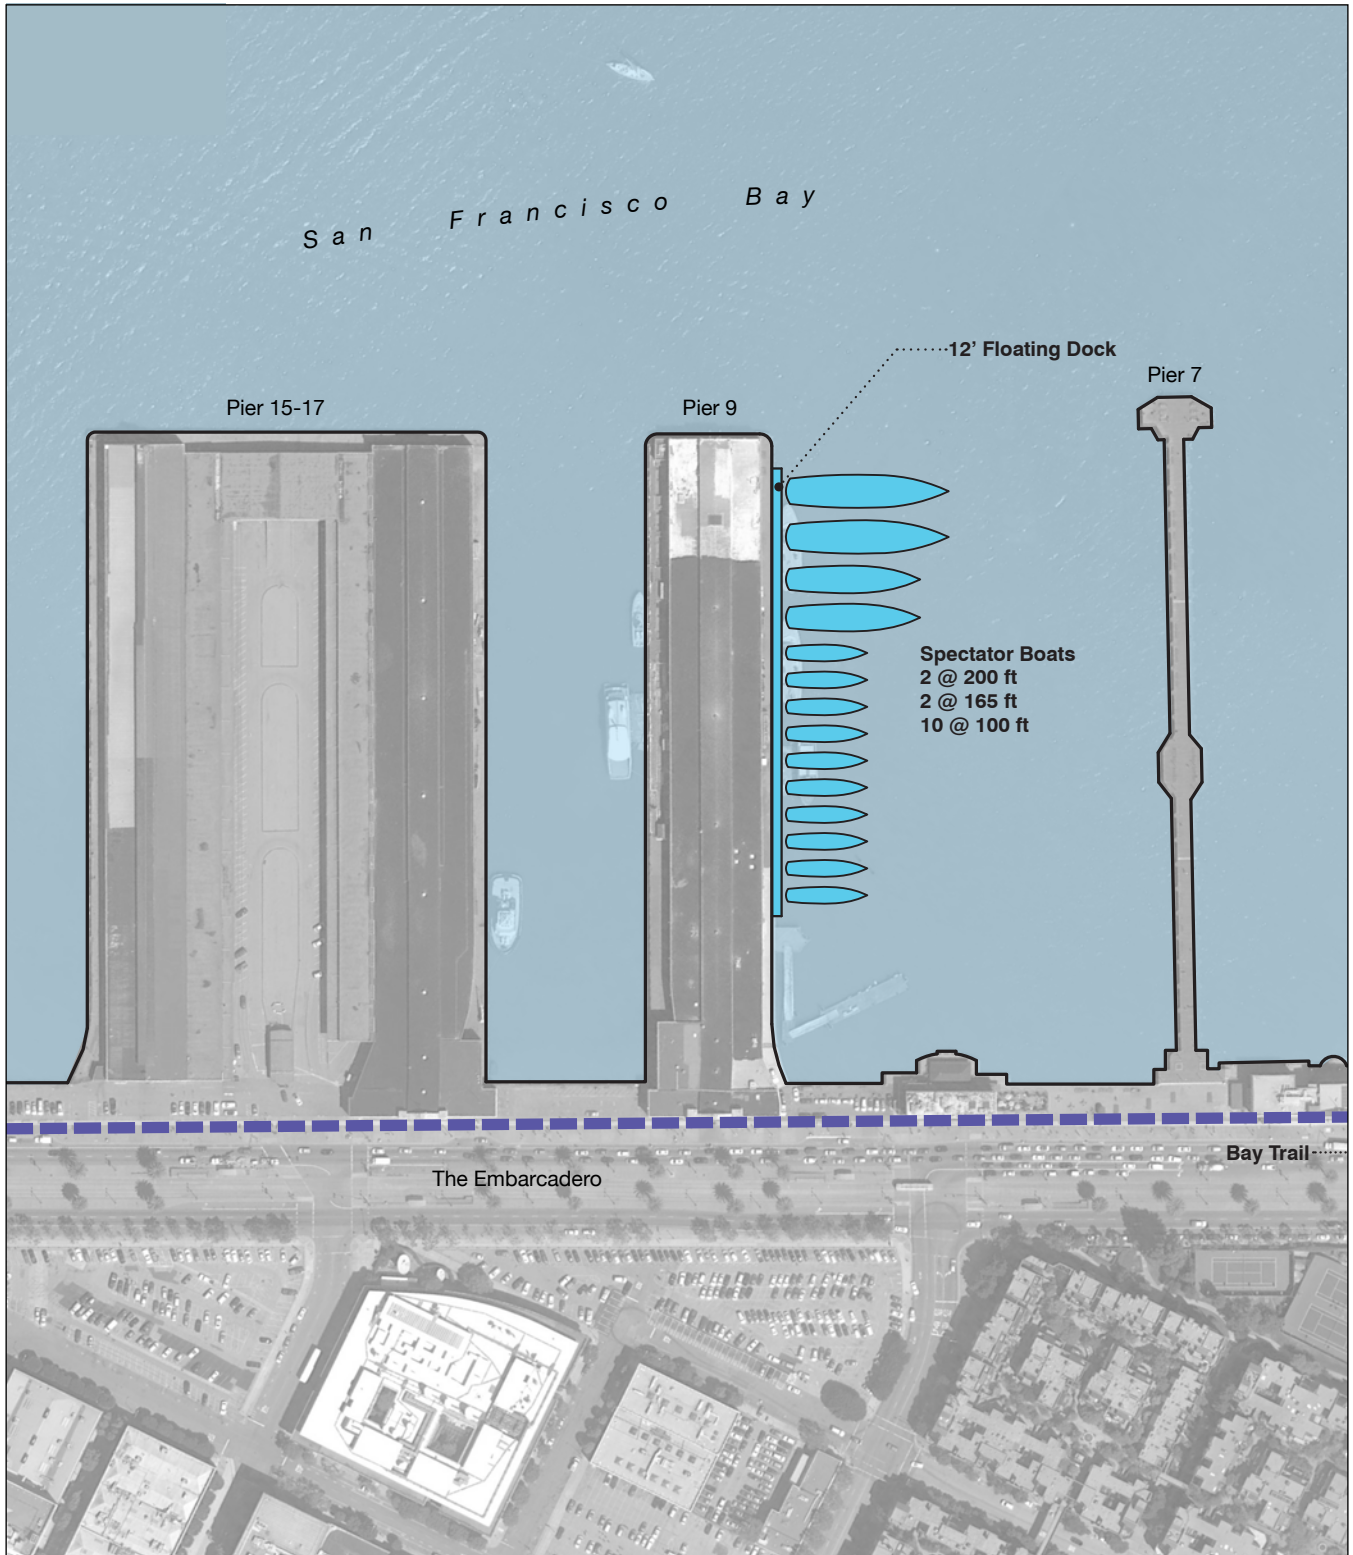 San Francisco Bay
12’ Floating Dock
Pier 7
Pier 15-17
Pier 9
Spectator Boats
2 @ 200 ft
2 @ 165 ft
10 @ 100 ft
Bay Trail
The Embarcadero